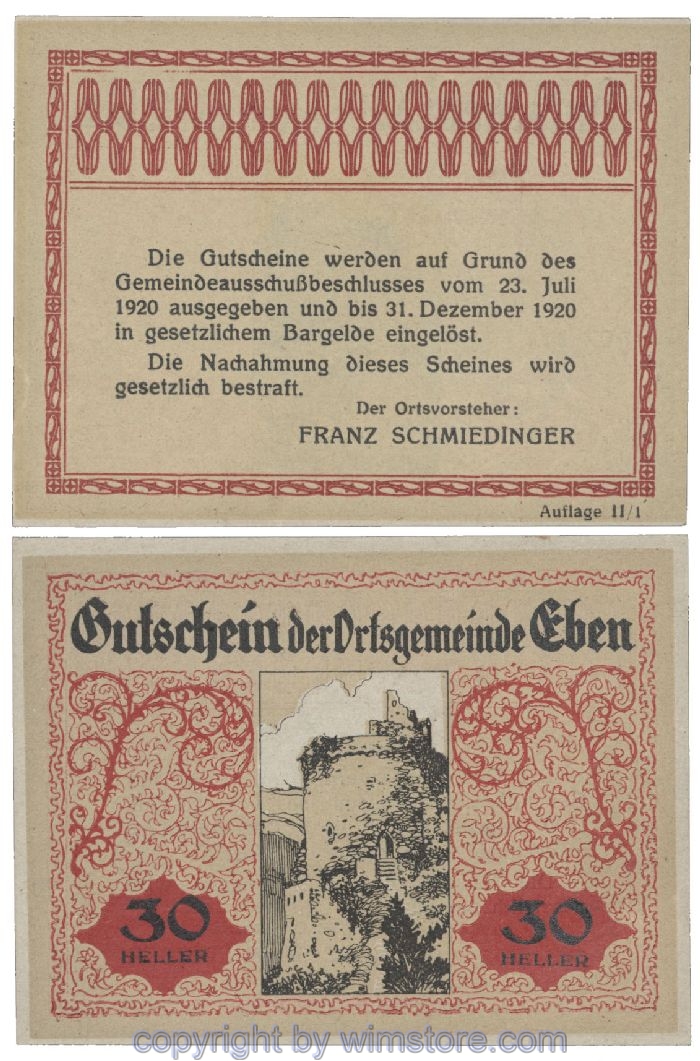 Die Gutscheine werden auf Grund des
Gemeindeausschußbeschlusses vom 23. Juli
1920 ausgegeben und bis 31. Dezember 1920
in gesetzlichem Bargelde eingelöst.
Die Nachahmung dieses Scheines wird
gesetzlich bestraft.
Der Ortsvorsteher:
FRANZ SCHMIEDINGER
Auflage II/1
Gutschein der Ortsgemeinde Eben
30 30
HELLER HELLER
copyright by wimstore.com